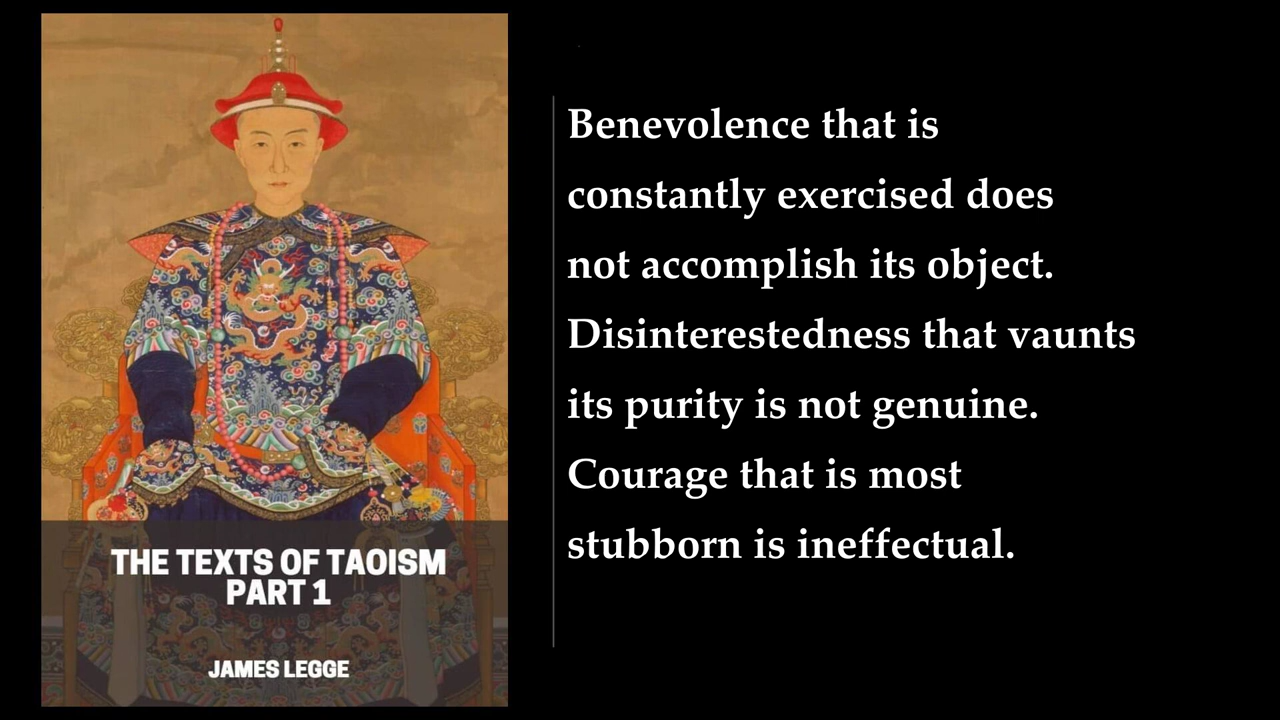 THE TEXTS OF TAOISM
PART 1
JAMES LEGGE
Benevolence that is
constantly exercised does
not accomplish its object.
Disinterestedness that vaunts
its purity is not genuine.
Courage that is most
stubborn is ineffectual.